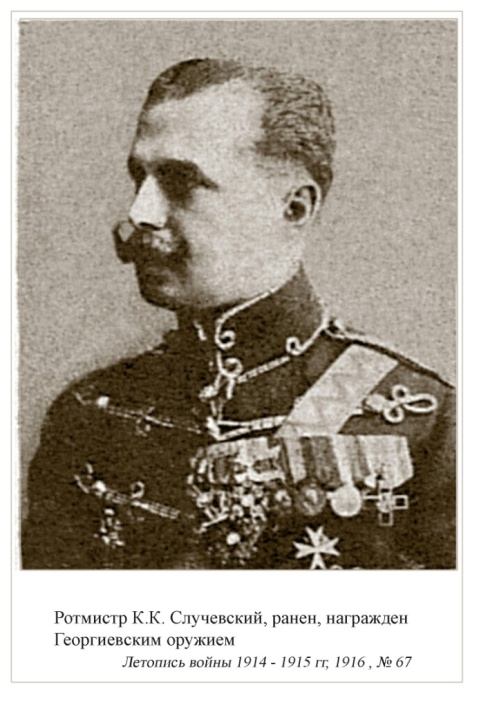 Ротмистр К.К. Случевский, ранен, награжден
Георгиевским оружием
Летопись войны 1914 - 1915 гг, 1916 , № 67